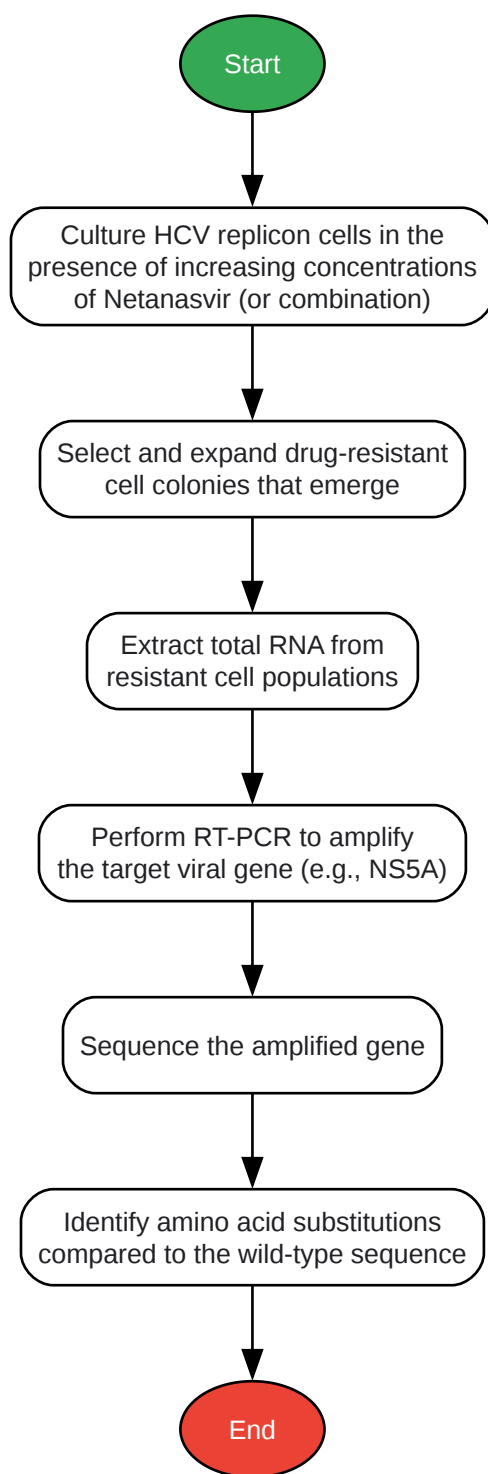 Start
Culture HCV replicon cells in the
presence of increasing concentrations
of Netanasvir (or combination)
Select and expand drug-resistant
cell colonies that emerge
Extract total RNA from
resistant cell populations
Perform RT-PCR to amplify
the target viral gene (e.g., NS5A)
Sequence the amplified gene
Identify amino acid substitutions
compared to the wild-type sequence
End